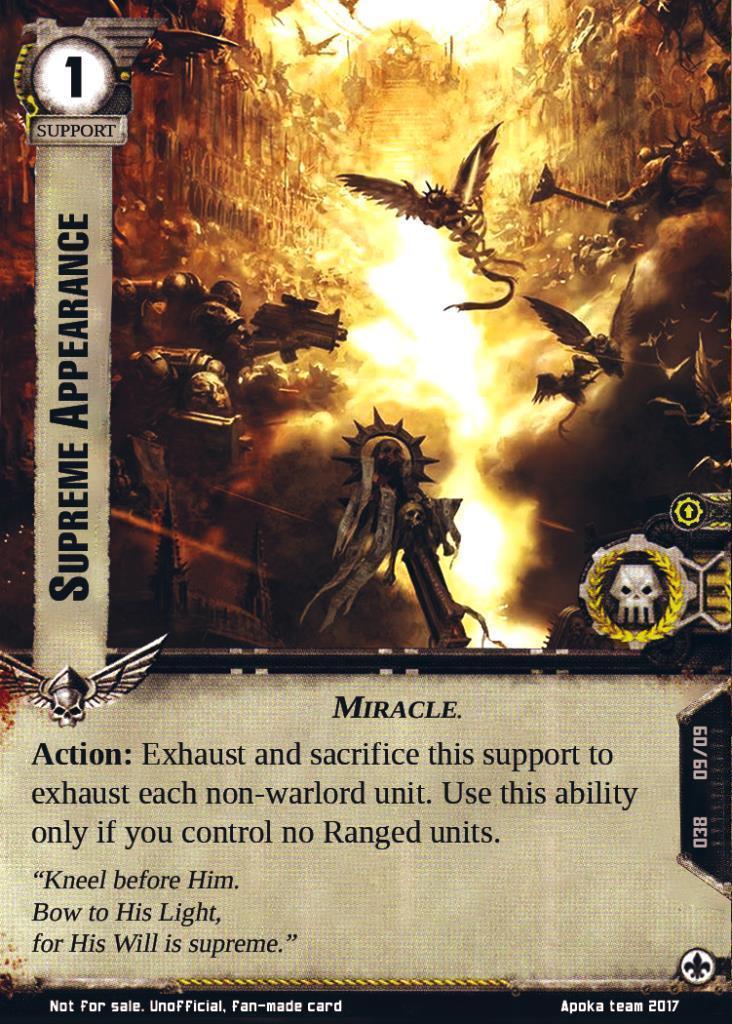 1
SUPPORT
SUPREME APPEARANCE
MIRACLE.
Action: Exhaust and sacrifice this support to
exhaust each non-warlord unit. Use this ability
only if you control no Ranged units.
“Kneel before Him.
Bow to His Light,
for His Will is supreme.”
038
09/09
Not for sale. Unofficial, fan-made card
Apoka team 2017